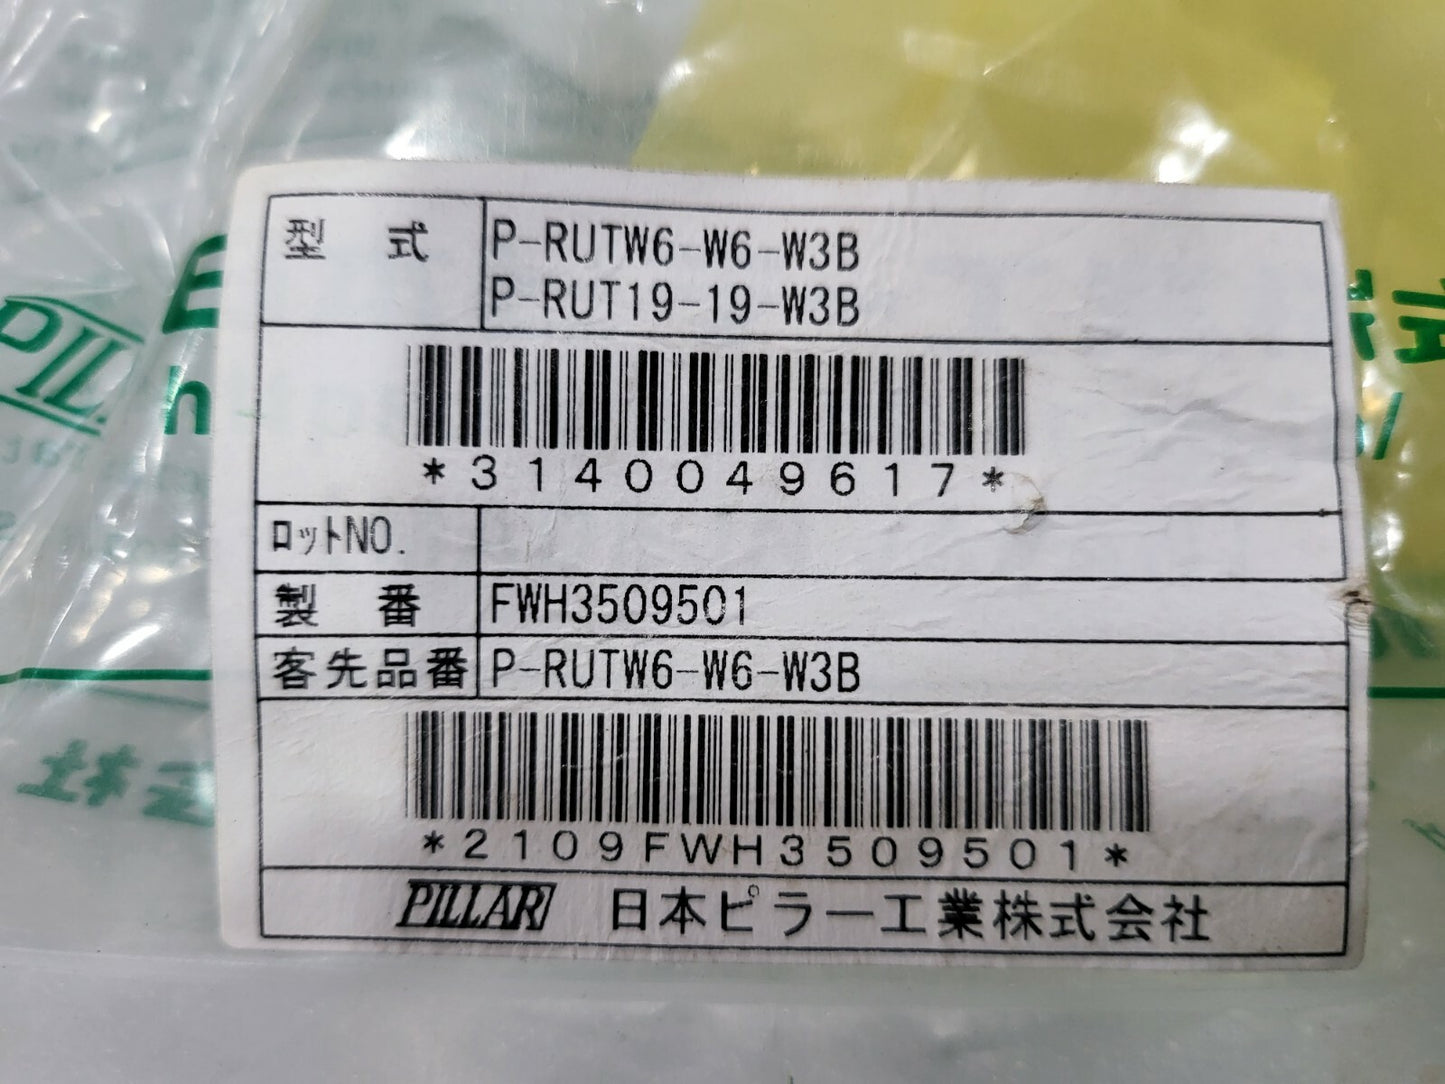 型 式 P-RUTW6-W6-W3B
P-RUT19-19-W3B
*3140049617*
ロットNO.
製 番 FWH3509501
客先品番 P-RUTW6-W6-W3B
*2109FWH3509501*
PILLAR 日本ピラー工業株式会社